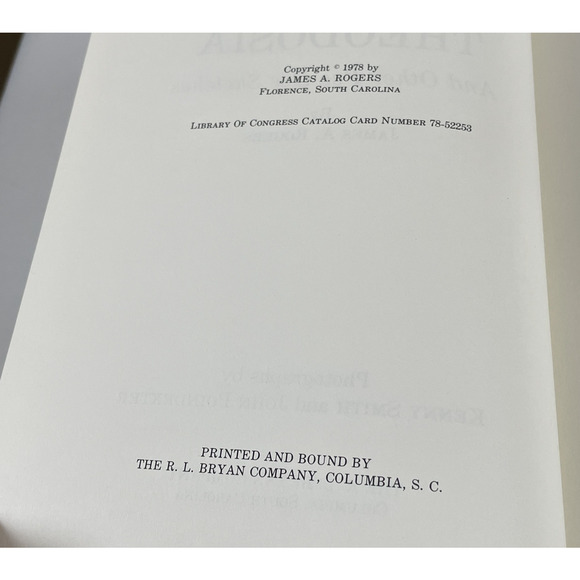 Copyright © 1978 by
JAMES A. ROGERS
FLORENCE, SOUTH CAROLINA
LIBRARY OF CONGRESS CATALOG CARD NUMBER 78-52253
PRINTED AND BOUND BY
THE R. L. BRYAN COMPANY, COLUMBIA, S. C.